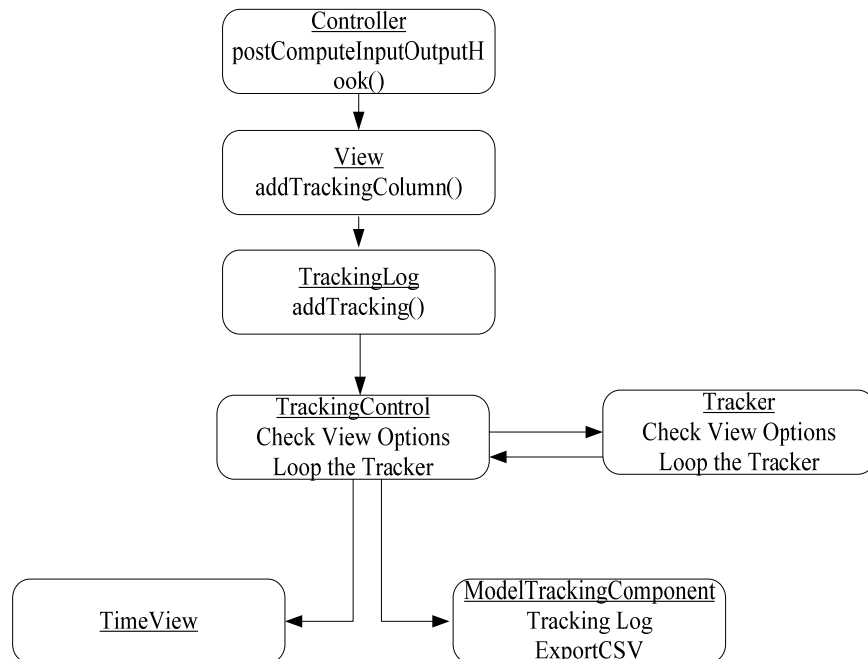 Controller
postComputeInputOutputH
ook()
View
addTrackingColumn()
TrackingLog
addTracking()
TrackingControl
Check View Options
Loop the Tracker
Tracker
Check View Options
Loop the Tracker
TimeView
ModelTrackingComponent
Tracking Log
ExportCSV